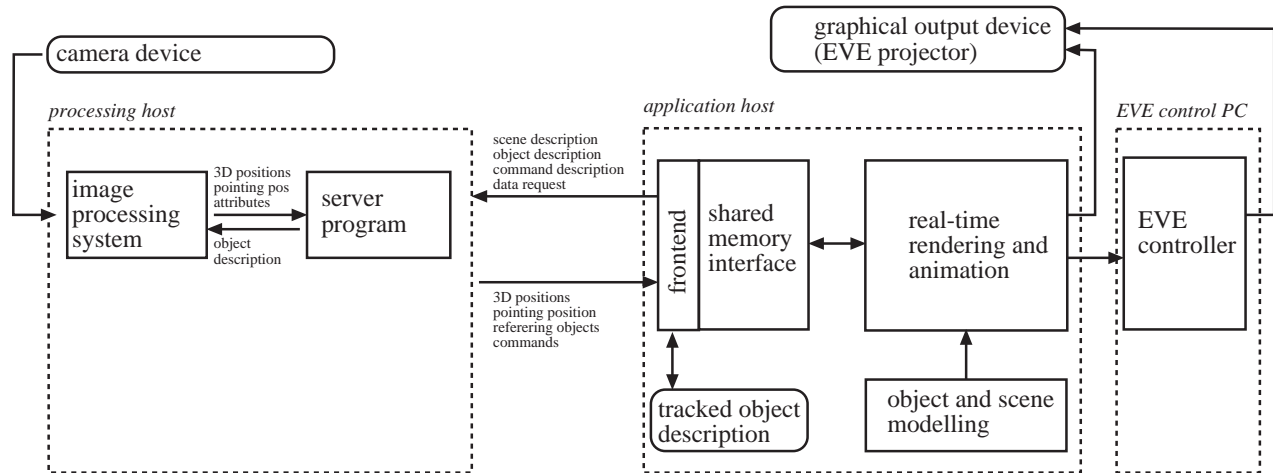 camera device
graphical output device
(EVE projector)
processing host
application host
EVE control PC
image
processing
system
3D positions
pointing pos
attributes
object
description
server
program
scene description
object description
command description
data request
3D positions
pointing position
referering objects
commands
frontend
shared
memory
interface
real-time
rendering and
animation
EVE
controller
tracked object
description
object and scene
modelling